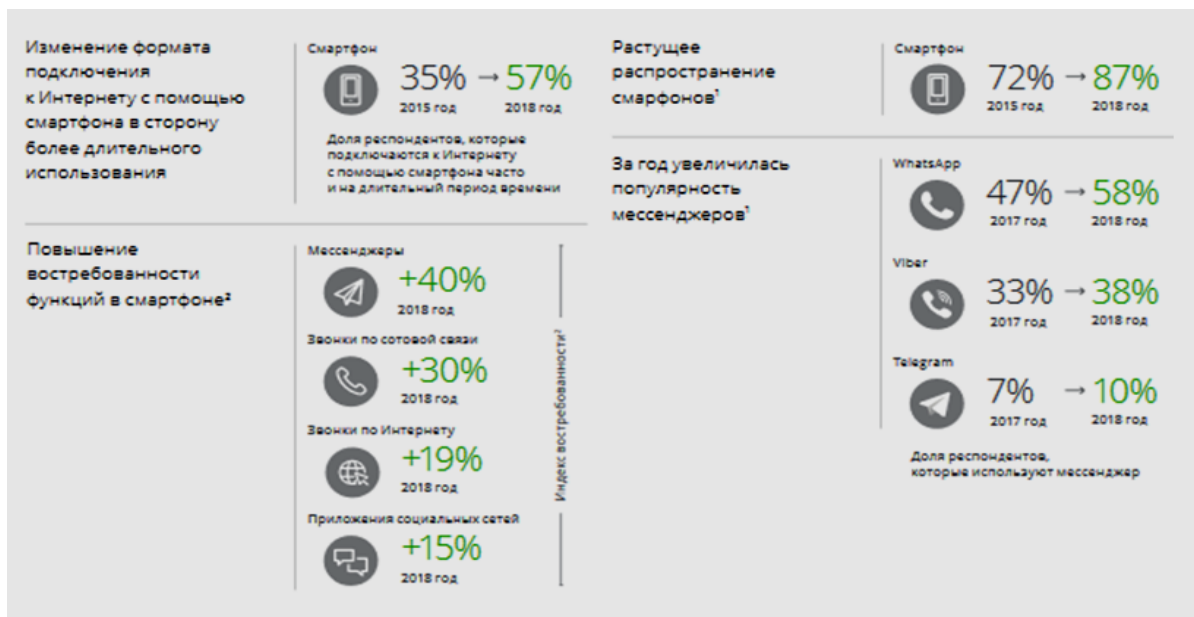 Изменение формата
подключения
к Интернету с помощью
смартфона в сторону
более длительного
использования
Смартфон
35% → 57%
2015 год 2018 год
Доля респондентов, которые
подключаются к Интернету
с помощью смартфона часто
и на длительный период времени
Повышение
востребованности
функций в смартфоне²
Мессенджеры
+40%
2018 год
Звонки по сотовой связи
+30%
2018 год
Звонки по Интернету
+19%
2018 год
Приложения социальных сетей
+15%
2018 год
Индекс востребованности²
Растущее
распространение
смарфонов¹
Смартфон
72% → 87%
2015 год 2018 год
За год увеличилась
популярность
мессенджеров¹
WhatsApp
47% → 58%
2017 год 2018 год
Viber
33% → 38%
2017 год 2018 год
Telegram
7% → 10%
2017 год 2018 год
Доля респондентов,
которые используют мессенджер